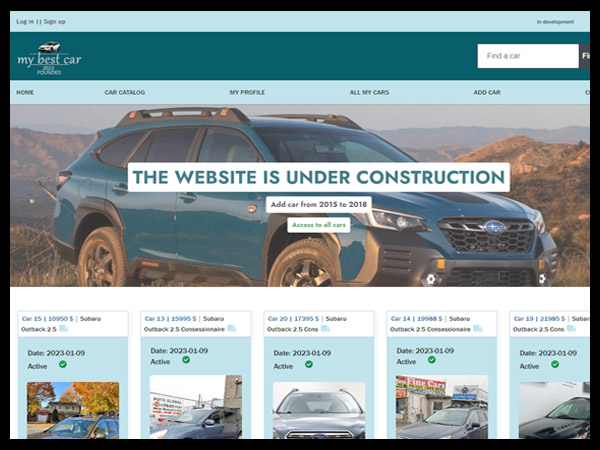 Log in || Sign up
In development
my best car
2023
FOUNDED
Find a car
HOME
CAR CATALOG
MY PROFILE
ALL MY CARS
ADD CAR
THE WEBSITE IS UNDER CONSTRUCTION
Add car from 2015 to 2018
Access to all cars
Car 15 | 10950 $ | Subaru
Outback 2.5
Date: 2023-01-09
Active
Car 13 | 15995 $ | Subaru
Outback 2.5 Consessionaire
Date: 2023-01-09
Active
AUTO GLOBAL
Car 20 | 17395 $ | Subaru
Outback 2.5 Cons
Date: 2023-01-09
Active
Car 14 | 19988 $ | Subaru
Outback 2.5 Consessionaire
Date: 2023-01-09
Active
Fine Cars
Car 19 | 21985 $ | Subaru
Outback 2.5 Cons
Date: 2023-01-09
Active